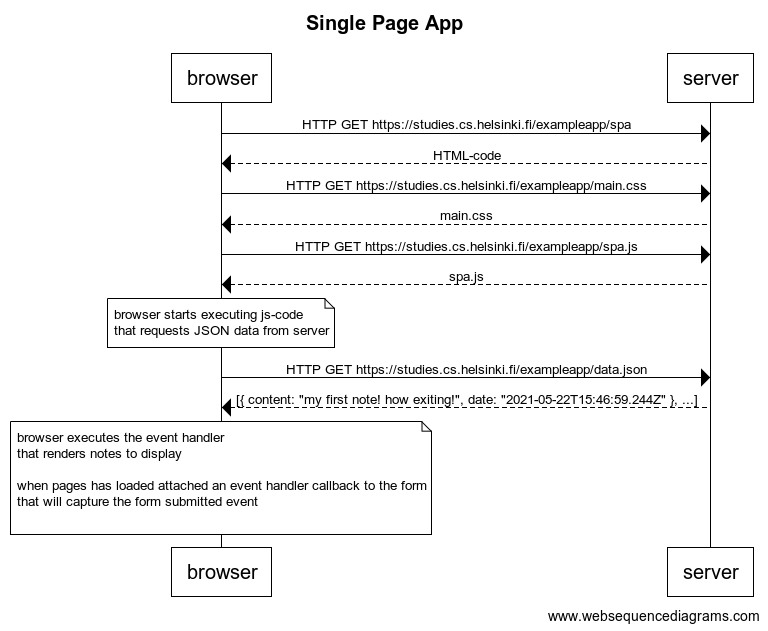 Single Page App
browser
server
HTTP GET https://studies.cs.helsinki.fi/exampleapp/spa
HTML-code
HTTP GET https://studies.cs.helsinki.fi/exampleapp/main.css
main.css
HTTP GET https://studies.cs.helsinki.fi/exampleapp/spa.js
spa.js
browser starts executing js-code
that requests JSON data from server
HTTP GET https://studies.cs.helsinki.fi/exampleapp/data.json
[{ content: "my first note! how exiting!", date: "2021-05-22T15:46:59.244Z" }, ...]
browser executes the event handler
that renders notes to display
when pages has loaded attached an event handler callback to the form
that will capture the form submitted event
browser
server
www.websequencediagrams.com